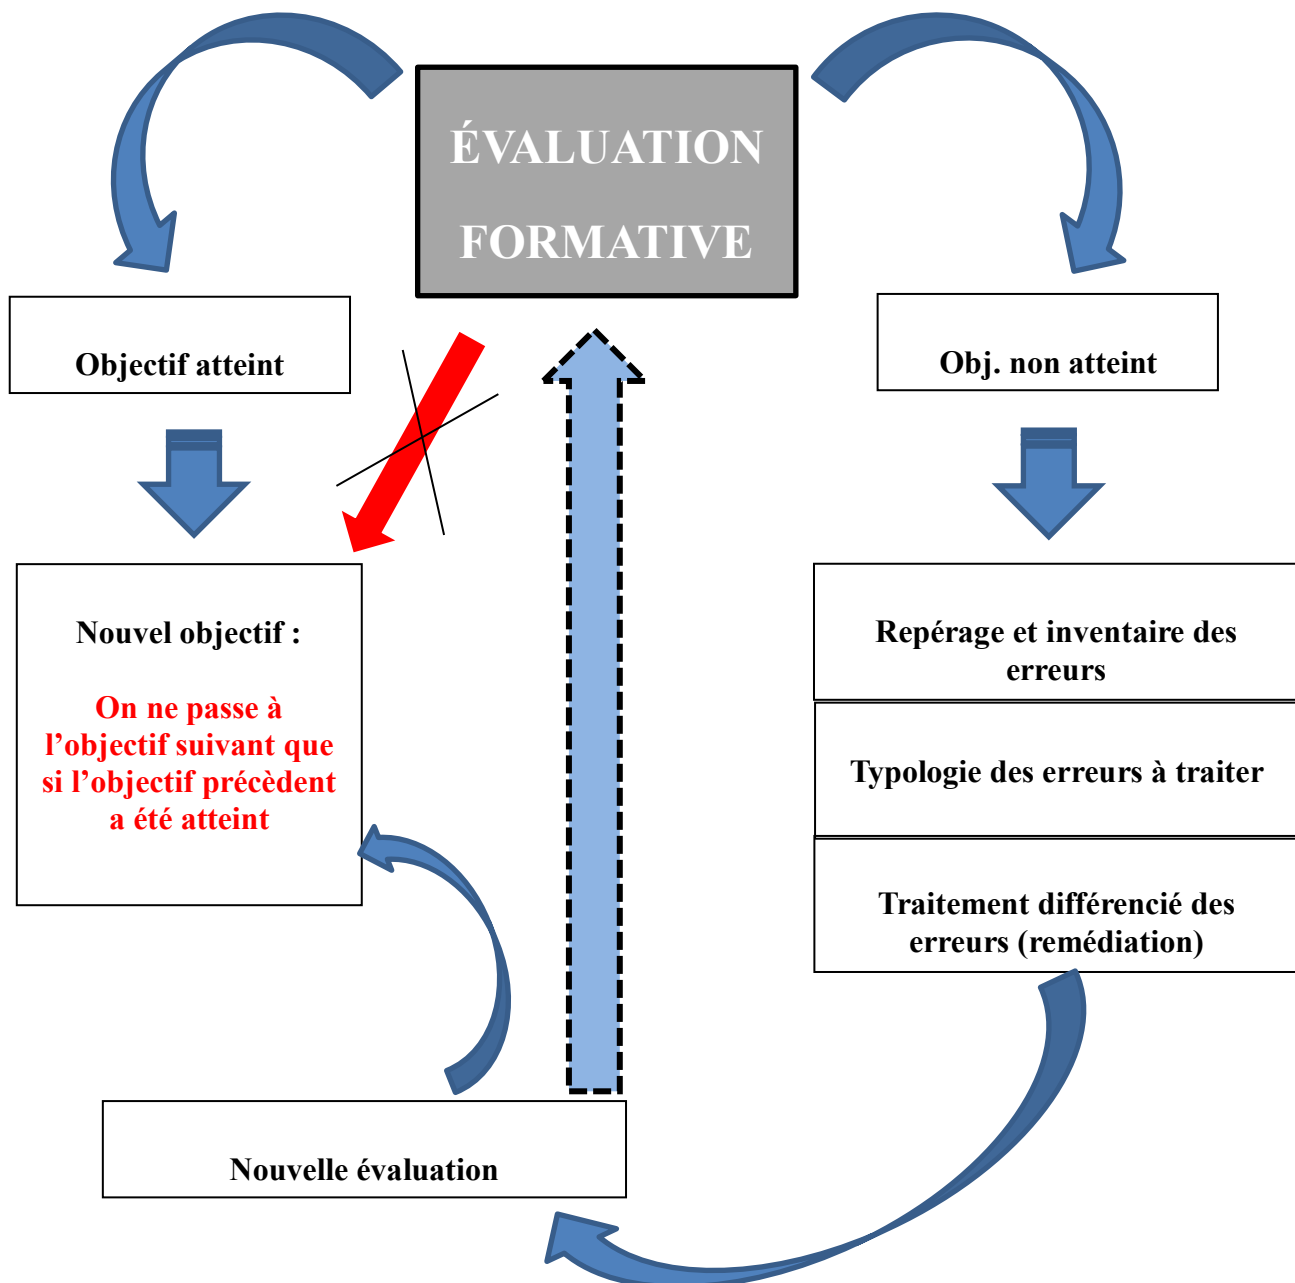 ÉVALUATION
FORMATIVE
Objectif atteint
Obj. non atteint
Nouvel objectif :
On ne passe à
l’objectif suivant que
si l’objectif précèdent
a été atteint
Repérage et inventaire des
erreurs
Typologie des erreurs à traiter
Traitement différencié des
erreurs (remédiation)
Nouvelle évaluation